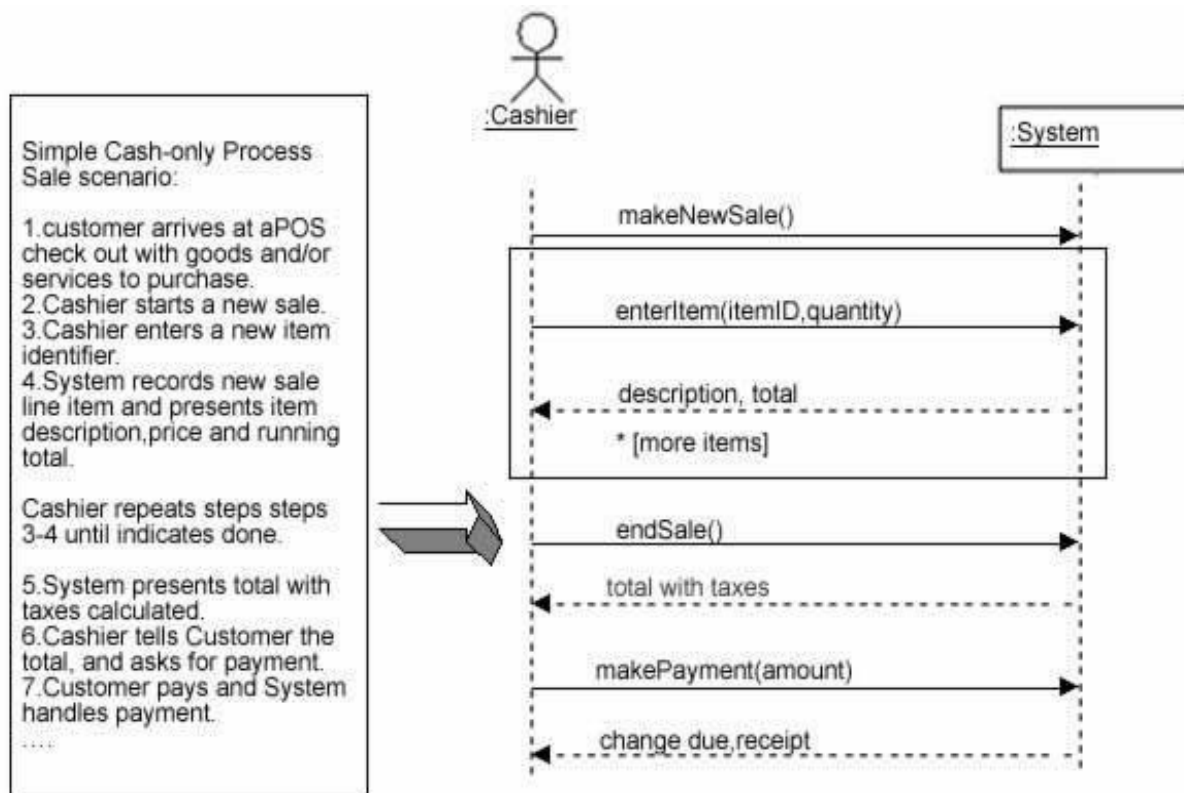 Simple Cash-only Process
Sale scenario:
1.customer arrives at aPOS
check out with goods and/or
services to purchase.
2.Cashier starts a new sale.
3.Cashier enters a new item
identifier.
4.System records new sale
line item and presents item
description,price and running
total.
Cashier repeats steps steps
3-4 until indicates done.
5.System presents total with
taxes calculated.
6.Cashier tells Customer the
total, and asks for payment.
7.Customer pays and System
handles payment.
....
:Cashier
:System
makeNewSale()
enterItem(itemID,quantity)
description, total
* [more items]
endSale()
total with taxes
makePayment(amount)
change due,receipt